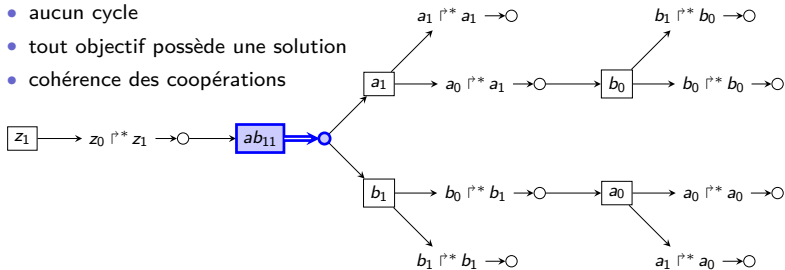 • aucun cycle
• tout objectif possède une solution
• cohérence des coopérations
a₁ ↱* a₁
b₁ ↱* b₀
a₁
a₀ ↱* a₁
b₀
b₀ ↱* b₀
z₁
z₀ ↱* z₁
ab₁₁
b₁
b₀ ↱* b₁
a₀
a₀ ↱* a₀
b₁ ↱* b₁
a₁ ↱* a₀